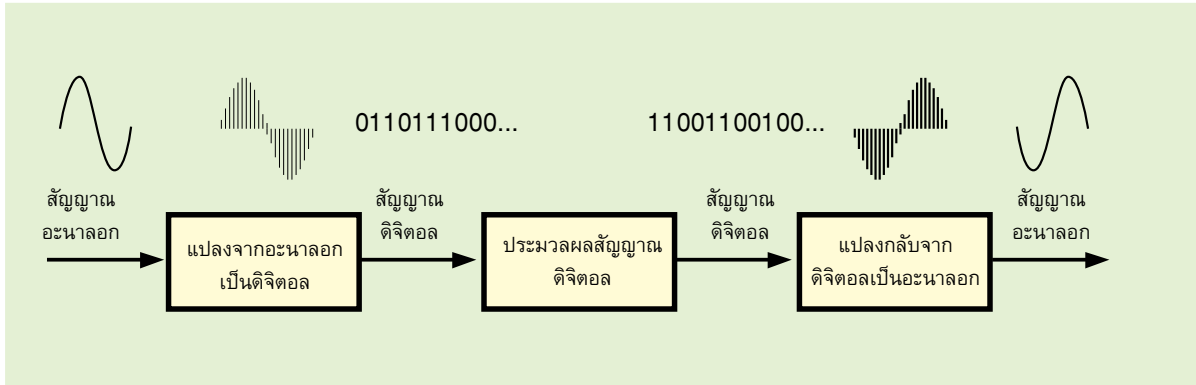 0110111000...
11001100100...
สัญญาณ
อะนาลอก
แปลงจากอะนาลอก
เป็นดิจิตอล
สัญญาณ
ดิจิตอล
ประมวลผลสัญญาณ
ดิจิตอล
สัญญาณ
ดิจิตอล
แปลงกลับจาก
ดิจิตอลเป็นอะนาลอก
สัญญาณ
อะนาลอก